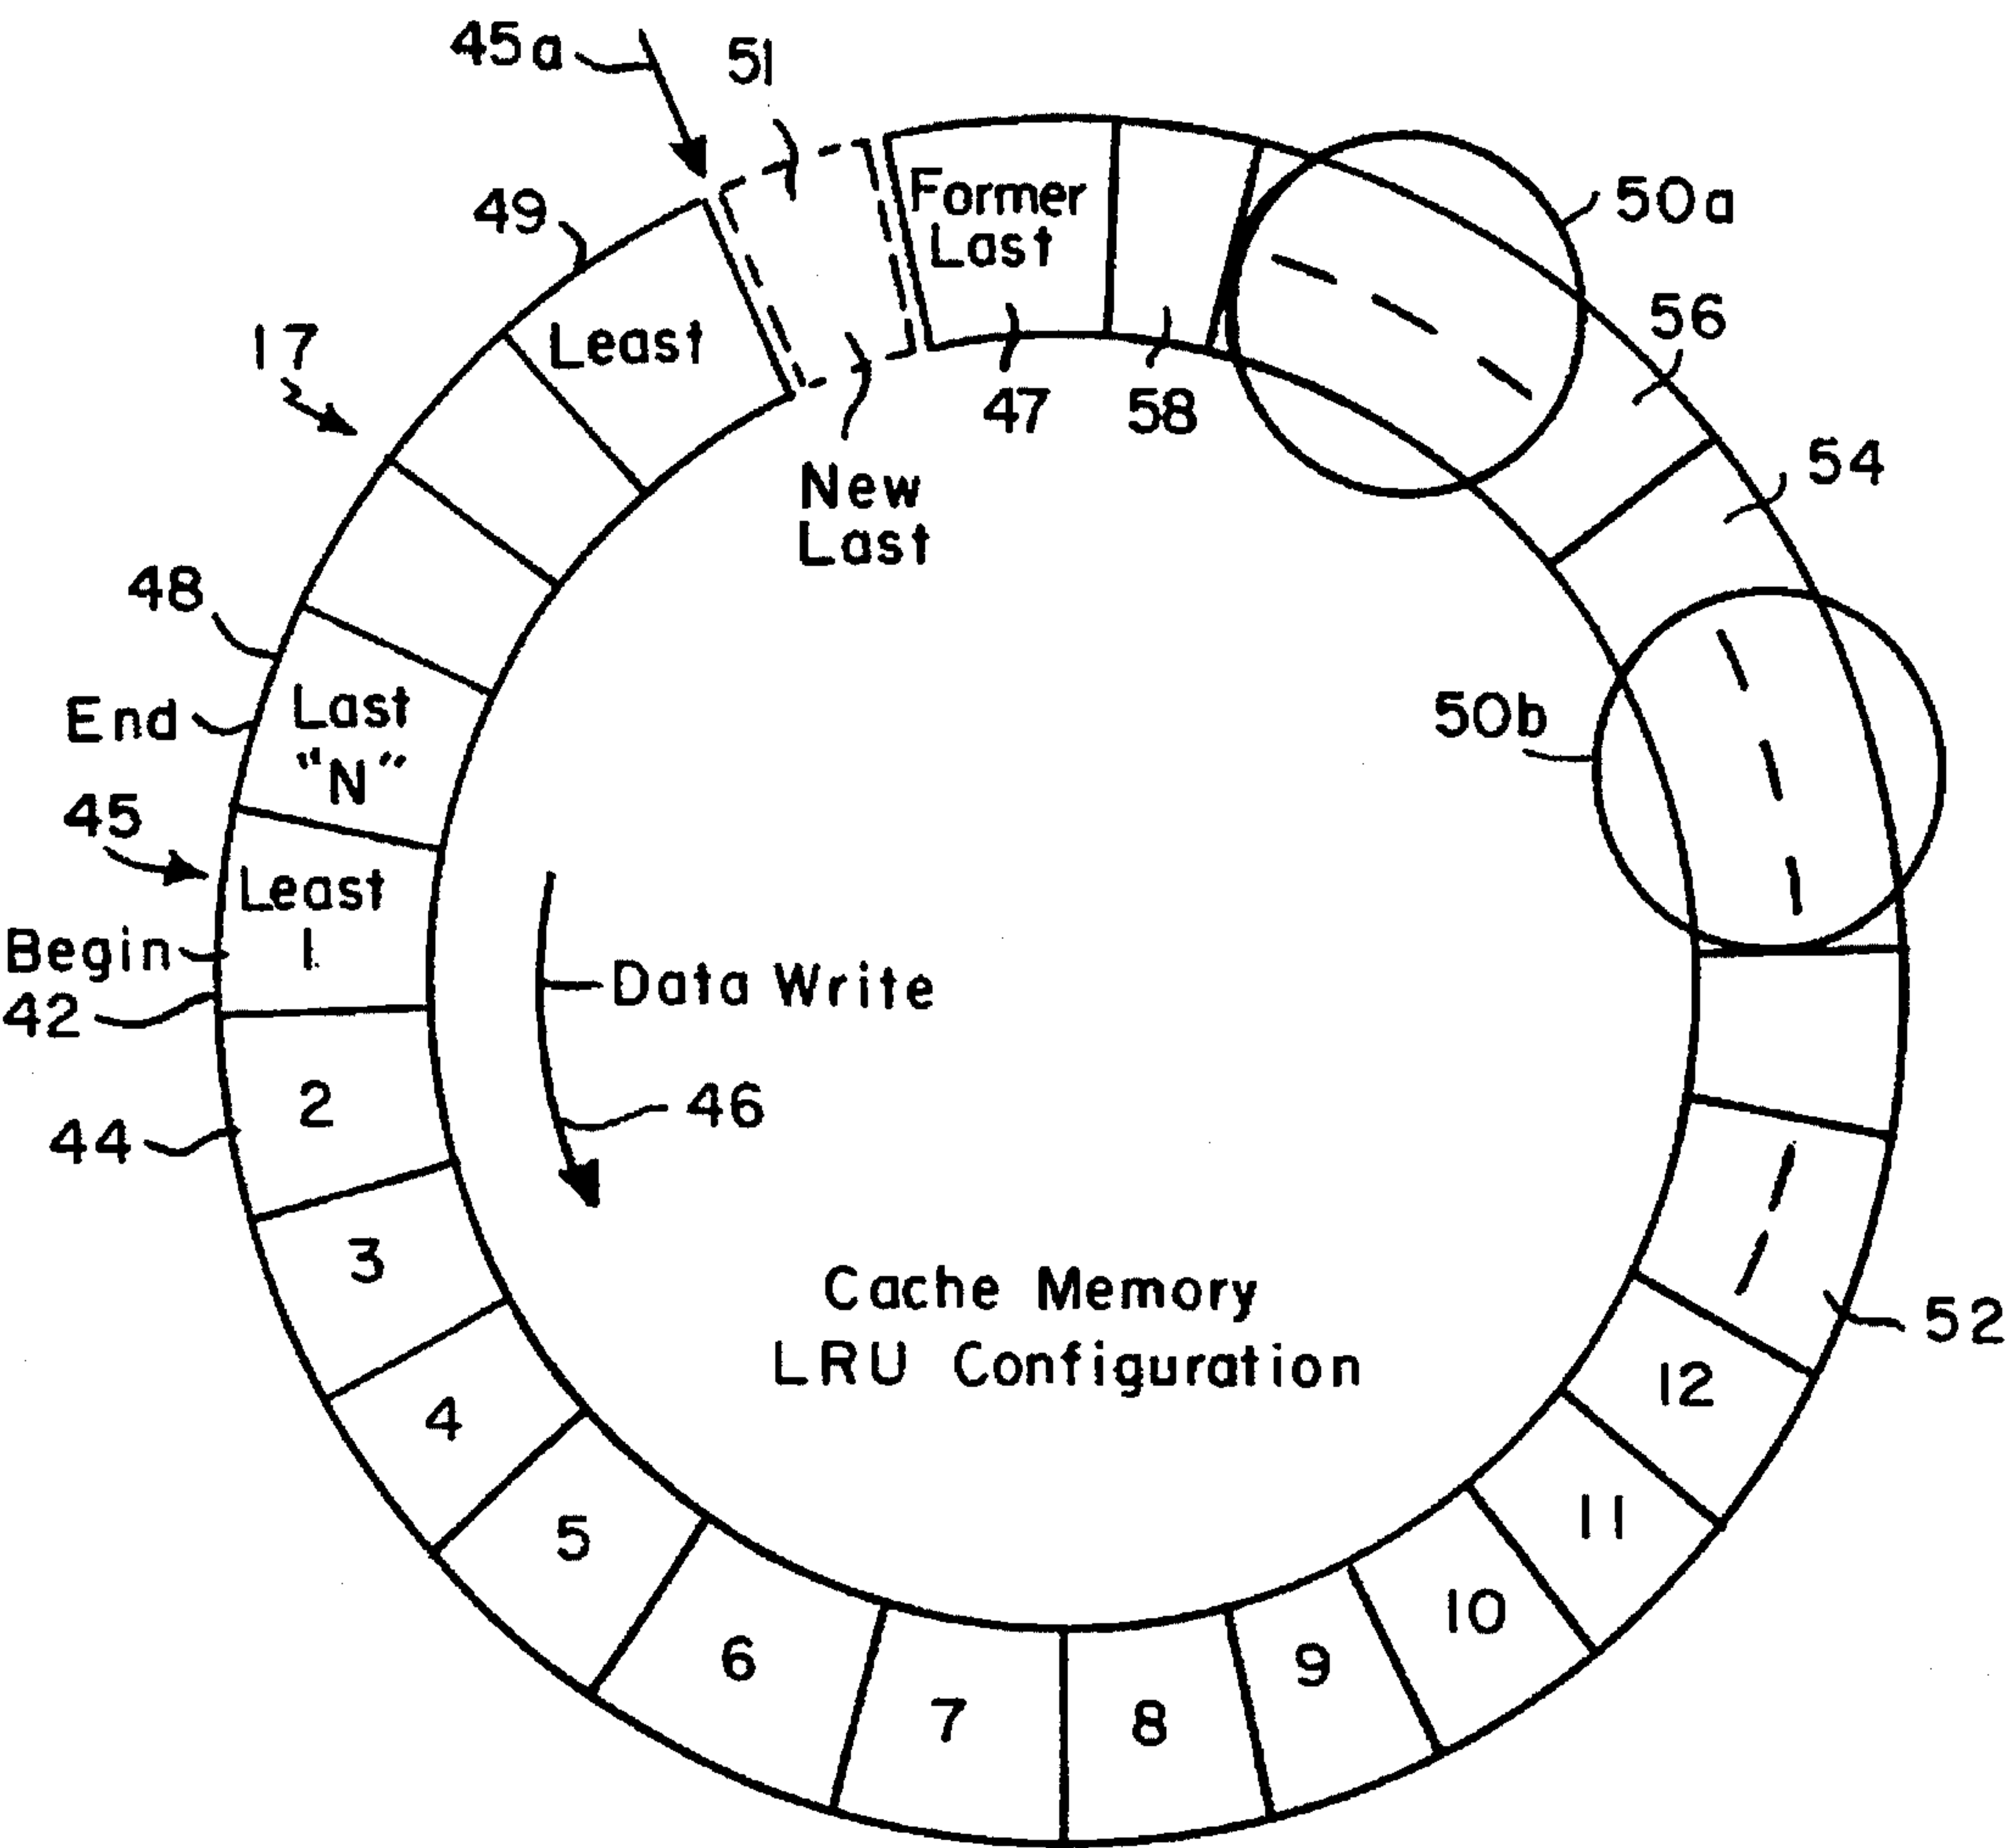 45a
51
49
Former
Last
50a
17
Least
56
47
58
54
New
Last
48
End
Last
"N"
50b
45
Least
1
Begin
42
Data Write
2
44
46
3
Cache Memory
LRU Configuration
52
4
12
5
11
6
10
7
8
9